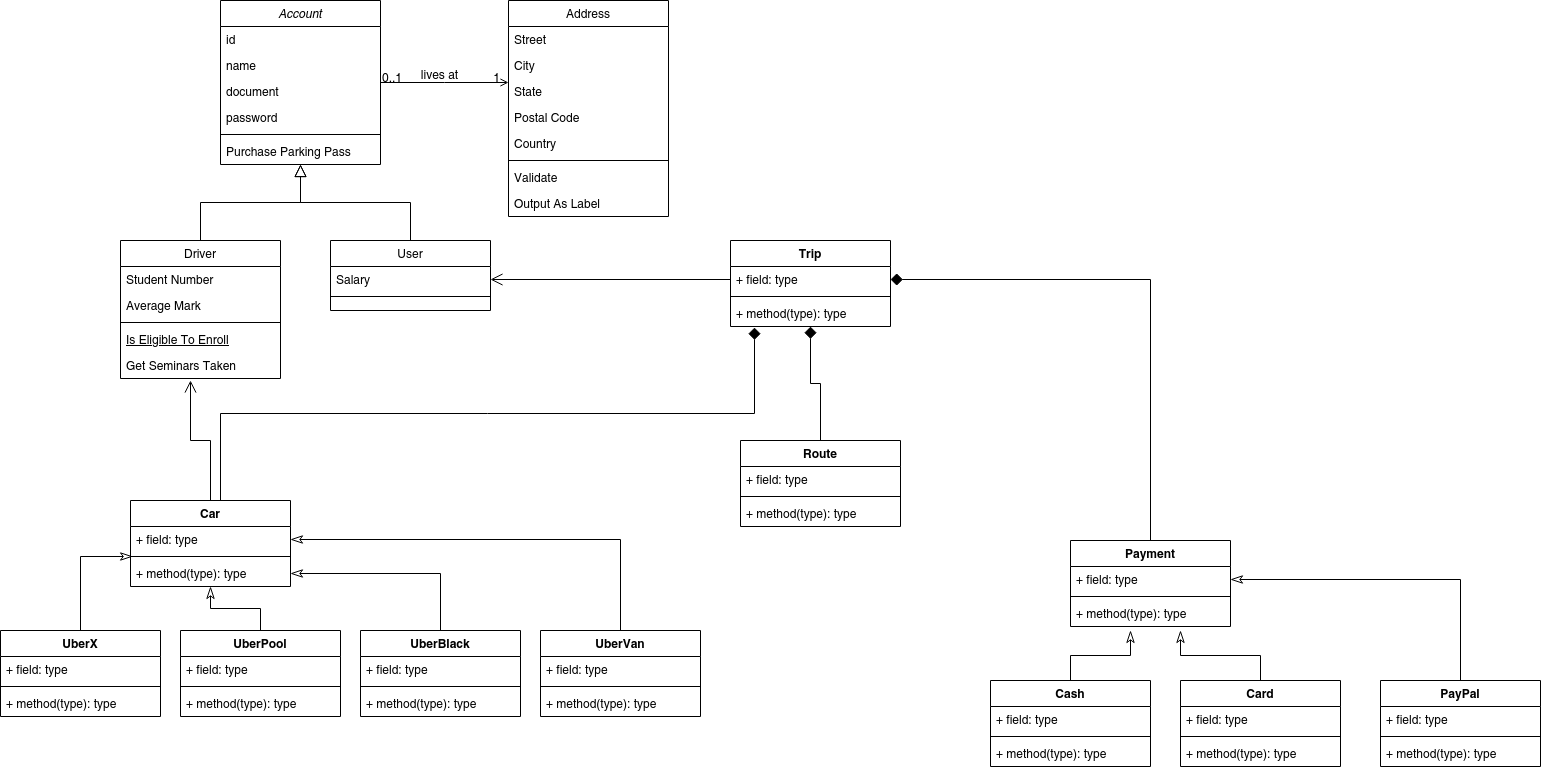 Account
id
name
document
password
Purchase Parking Pass
0..1
lives at
1
Address
Street
City
State
Postal Code
Country
Validate
Output As Label
Driver
Student Number
Average Mark
Is Eligible To Enroll
Get Seminars Taken
User
Salary
Trip
+ field: type
+ method(type): type
Route
+ field: type
+ method(type): type
Car
+ field: type
+ method(type): type
Payment
+ field: type
+ method(type): type
UberX
+ field: type
+ method(type): type
UberPool
+ field: type
+ method(type): type
UberBlack
+ field: type
+ method(type): type
UberVan
+ field: type
+ method(type): type
Cash
+ field: type
+ method(type): type
Card
+ field: type
+ method(type): type
PayPal
+ field: type
+ method(type): type